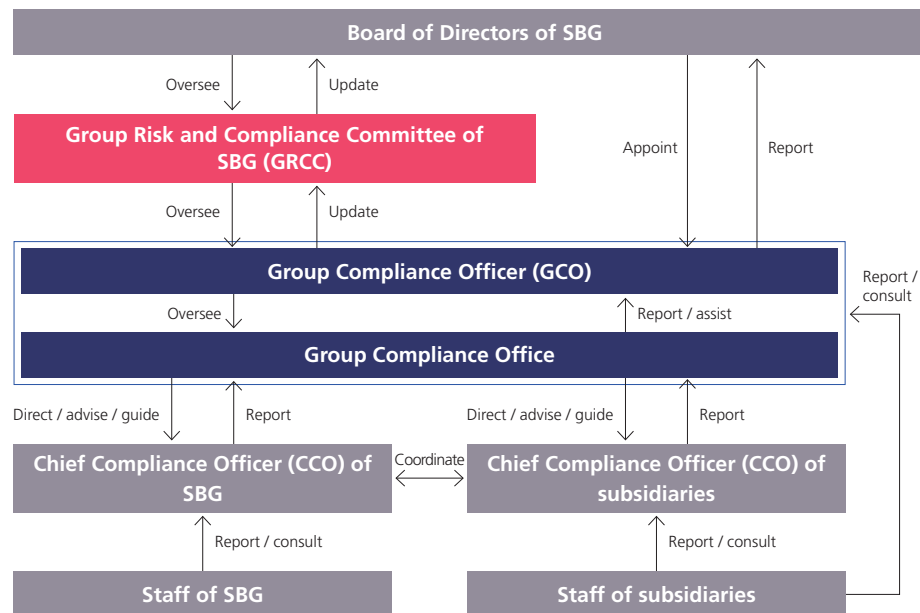 Board of Directors of SBG
Oversee
Update
Group Risk and Compliance Committee of
SBG (GRCC)
Appoint
Report
Oversee
Update
Group Compliance Officer (GCO)
Report /
consult
Oversee
Report / assist
Group Compliance Office
Direct / advise / guide
Report
Direct / advise / guide
Report
Chief Compliance Officer (CCO) of
SBG
Coordinate
Chief Compliance Officer (CCO) of
subsidiaries
Report / consult
Report / consult
Staff of SBG
Staff of subsidiaries